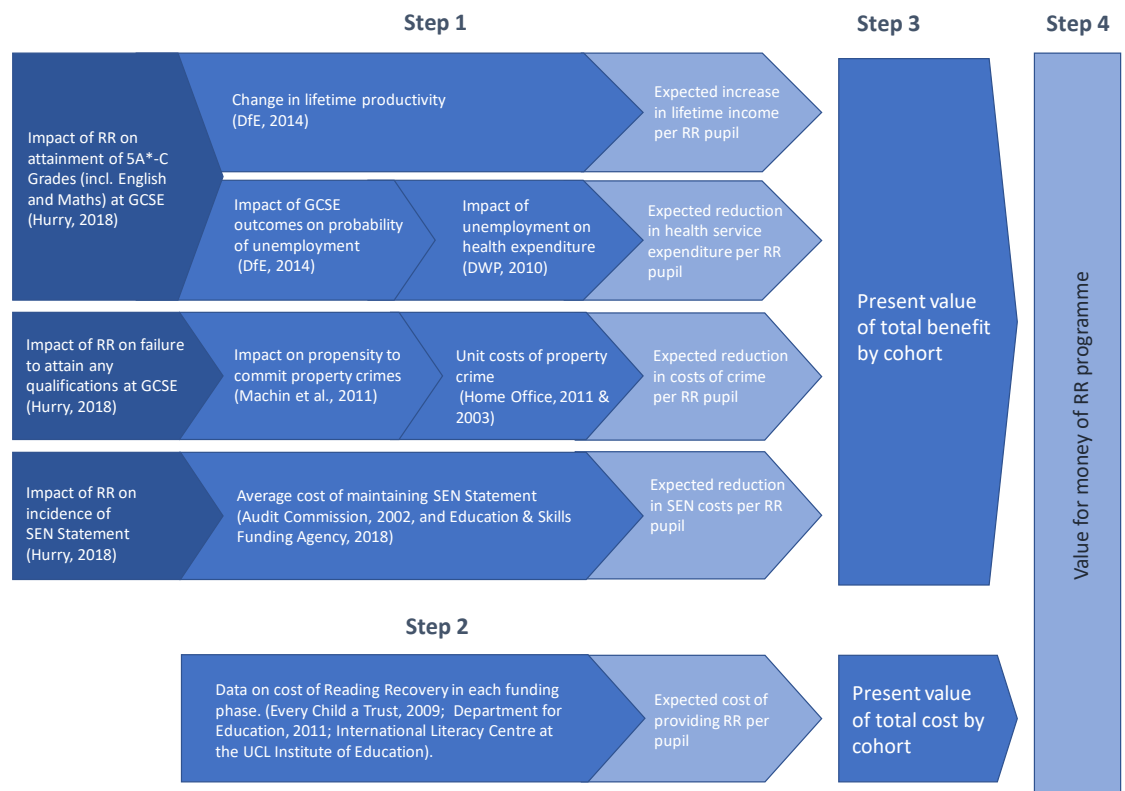 Step 1
Step 3
Step 4
Impact of RR on
attainment of 5A*-C
Grades (incl. English
and Maths) at GCSE
(Hurry, 2018)
Change in lifetime productivity
(DfE, 2014)
Expected increase
in lifetime income
per RR pupil
Impact of GCSE
outcomes on probability
of unemployment
(DfE, 2014)
Impact of
unemployment on
health expenditure
(DWP, 2010)
Expected reduction
in health service
expenditure per RR
pupil
Impact of RR on failure
to attain any
qualifications at GCSE
(Hurry, 2018)
Impact on propensity to
commit property crimes
(Machin et al., 2011)
Unit costs of property
crime
(Home Office, 2011 &
2003)
Expected reduction
in costs of crime
per RR pupil
Impact of RR on
incidence of
SEN Statement
(Hurry, 2018)
Average cost of maintaining SEN Statement
(Audit Commission, 2002, and Education & Skills
Funding Agency, 2018)
Expected reduction
in SEN costs per RR
pupil
Present value
of total benefit
by cohort
Value for money of RR programme
Step 2
Data on cost of Reading Recovery in each funding
phase. (Every Child a Trust, 2009; Department for
Education, 2011; International Literacy Centre at
the UCL Institute of Education).
Expected cost of
providing RR per
pupil
Present value
of total cost by
cohort